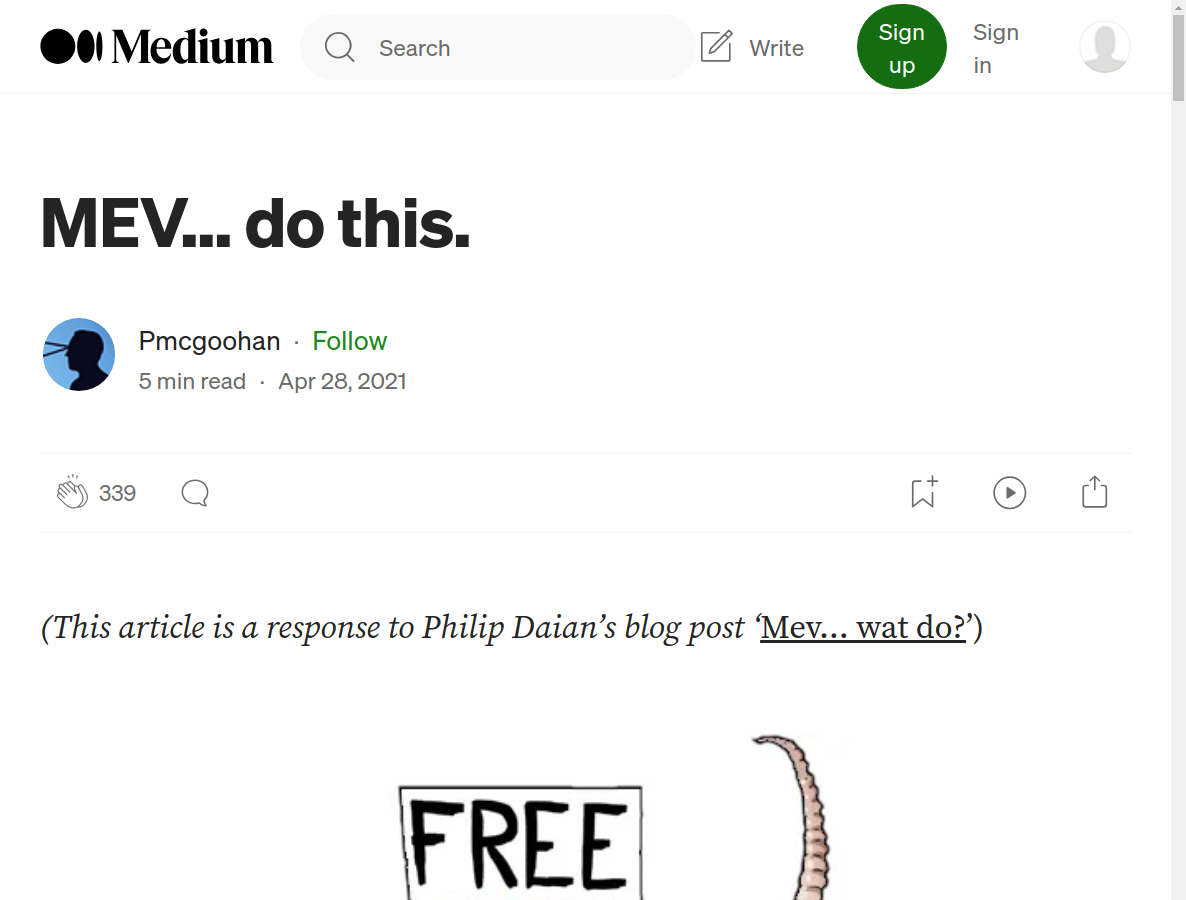 Medium
Search
Write
Sign up
Sign in
MEV... do this.
Pmcgoohan · Follow
5 min read · Apr 28, 2021
339
(This article is a response to Philip Daian’s blog post ‘Mev… wat do?’)
FREE